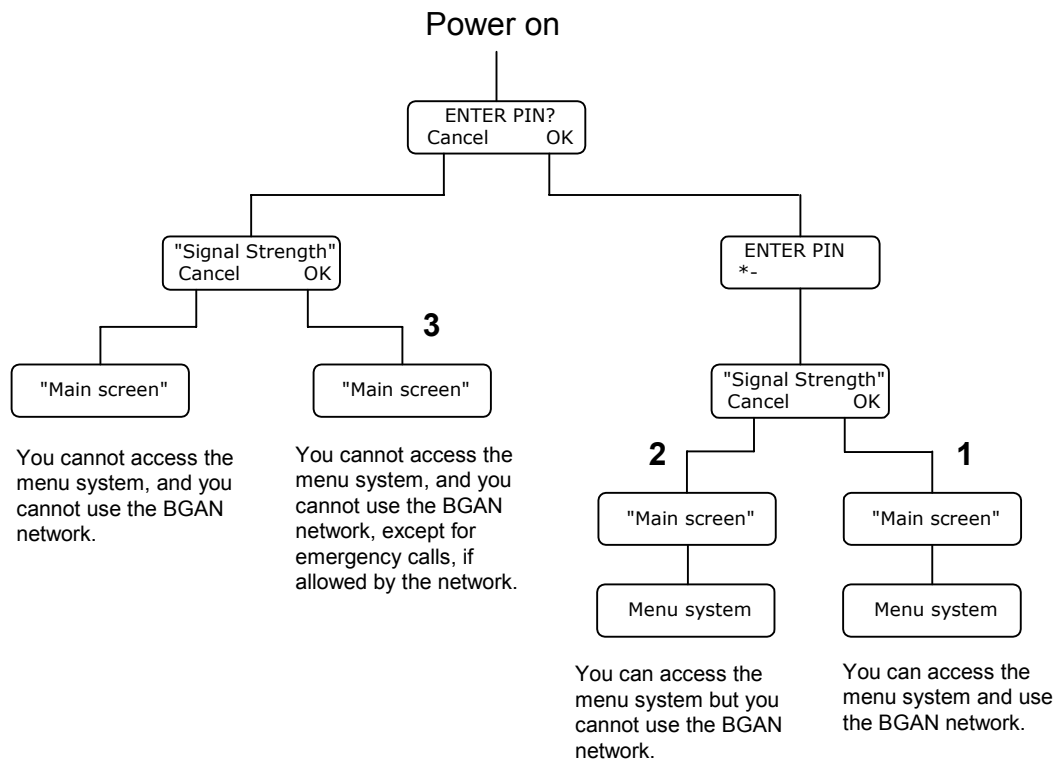 Power on
ENTER PIN?
Cancel OK
"Signal Strength"
Cancel OK
ENTER PIN
*-
3
"Main screen"
"Main screen"
"Signal Strength"
Cancel OK
You cannot access the
menu system, and you
cannot use the BGAN
network.
You cannot access the
menu system, and you
cannot use the BGAN
network, except for
emergency calls, if
allowed by the network.
2
1
"Main screen"
"Main screen"
Menu system
Menu system
You can access the
menu system but you
cannot use the BGAN
network.
You can access the
menu system and use
the BGAN network.